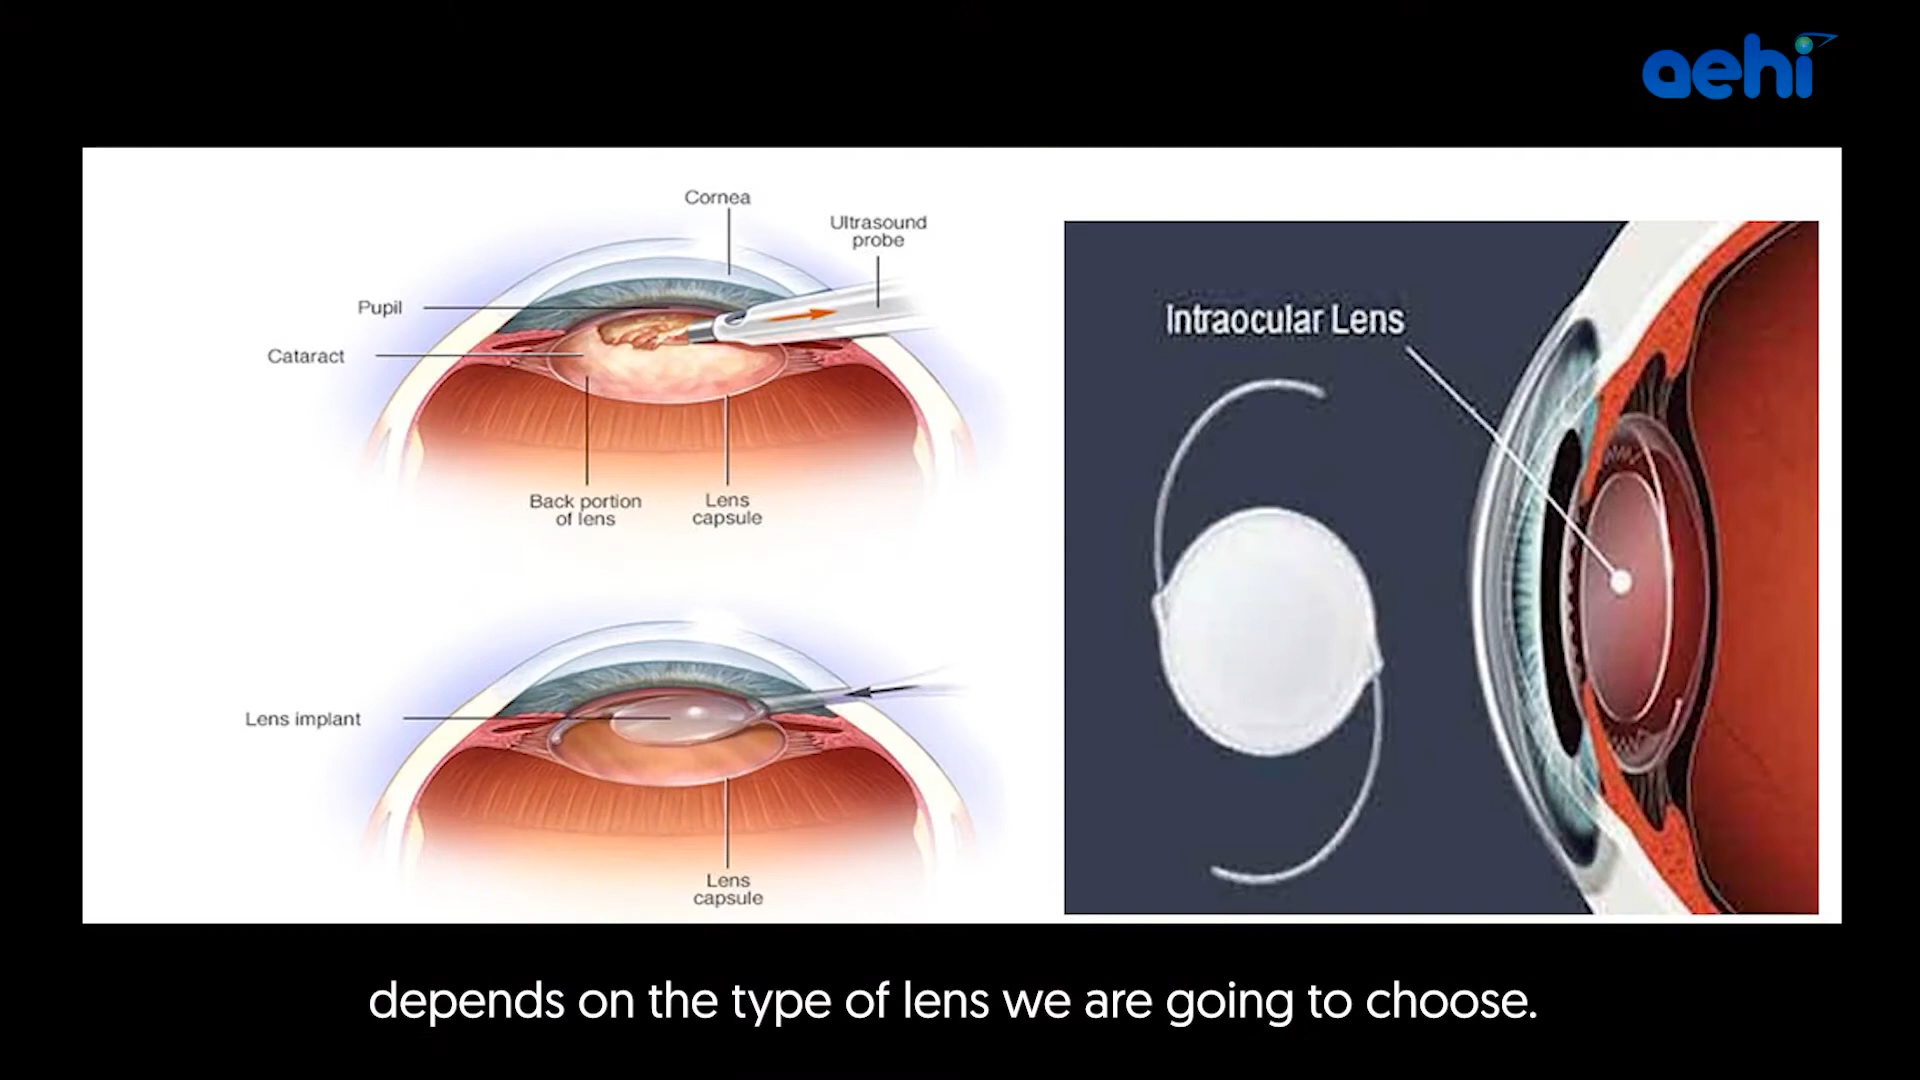 aehi
Cornea
Ultrasound
probe
Pupil
Cataract
Back portion
of lens
Lens
capsule
Lens implant
Lens
capsule
Intraocular Lens
depends on the type of lens we are going to choose.